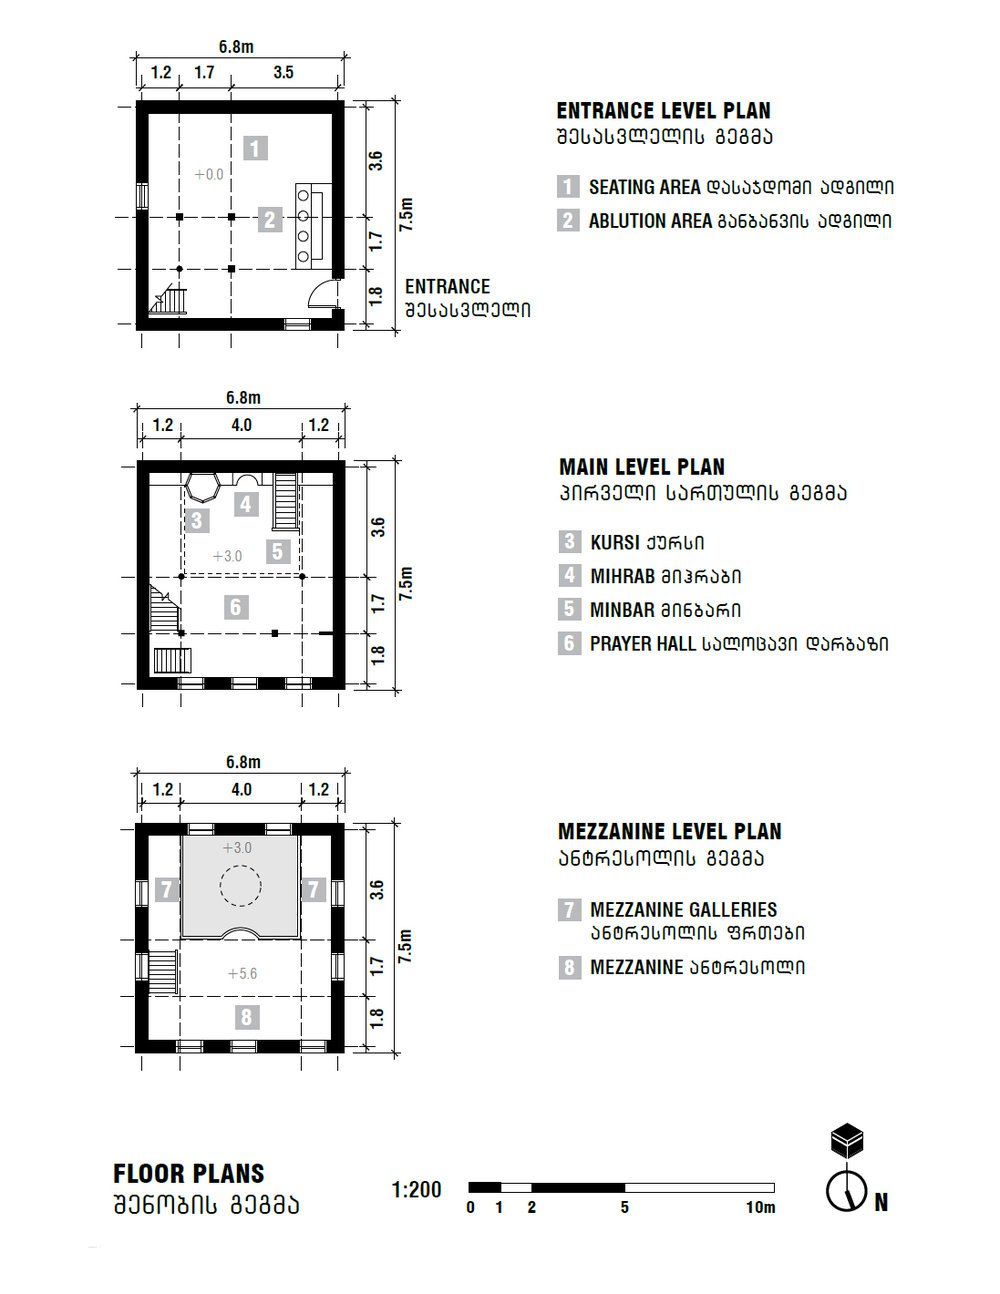 6.8m
1.2 1.7 3.5
1
+0.0
2
3.6
1.7
1.8
7.5m
ENTRANCE
შესასვლელი
ENTRANCE LEVEL PLAN
შესასვლელის გეგმა
1 SEATING AREA დასაჯდომი ადგილი
2 ABLUTION AREA განბანვის ადგილი
6.8m
1.2 4.0 1.2
3
4
5
+3.0
6
3.6
1.7
1.8
7.5m
MAIN LEVEL PLAN
პირველი სართულის გეგმა
3 KURSI ქურსი
4 MIHRAB მიჰრაბი
5 MINBAR მინბარი
6 PRAYER HALL სალოცავი დარბაზი
6.8m
1.2 4.0 1.2
+3.0
7 7
+5.6
8
3.6
1.7
1.8
7.5m
MEZZANINE LEVEL PLAN
ანტრესოლის გეგმა
7 MEZZANINE GALLERIES
ანტრესოლის ფრთები
8 MEZZANINE ანტრესოლი
FLOOR PLANS
შენობის გეგმა
1:200
0 1 2 5 10m
N